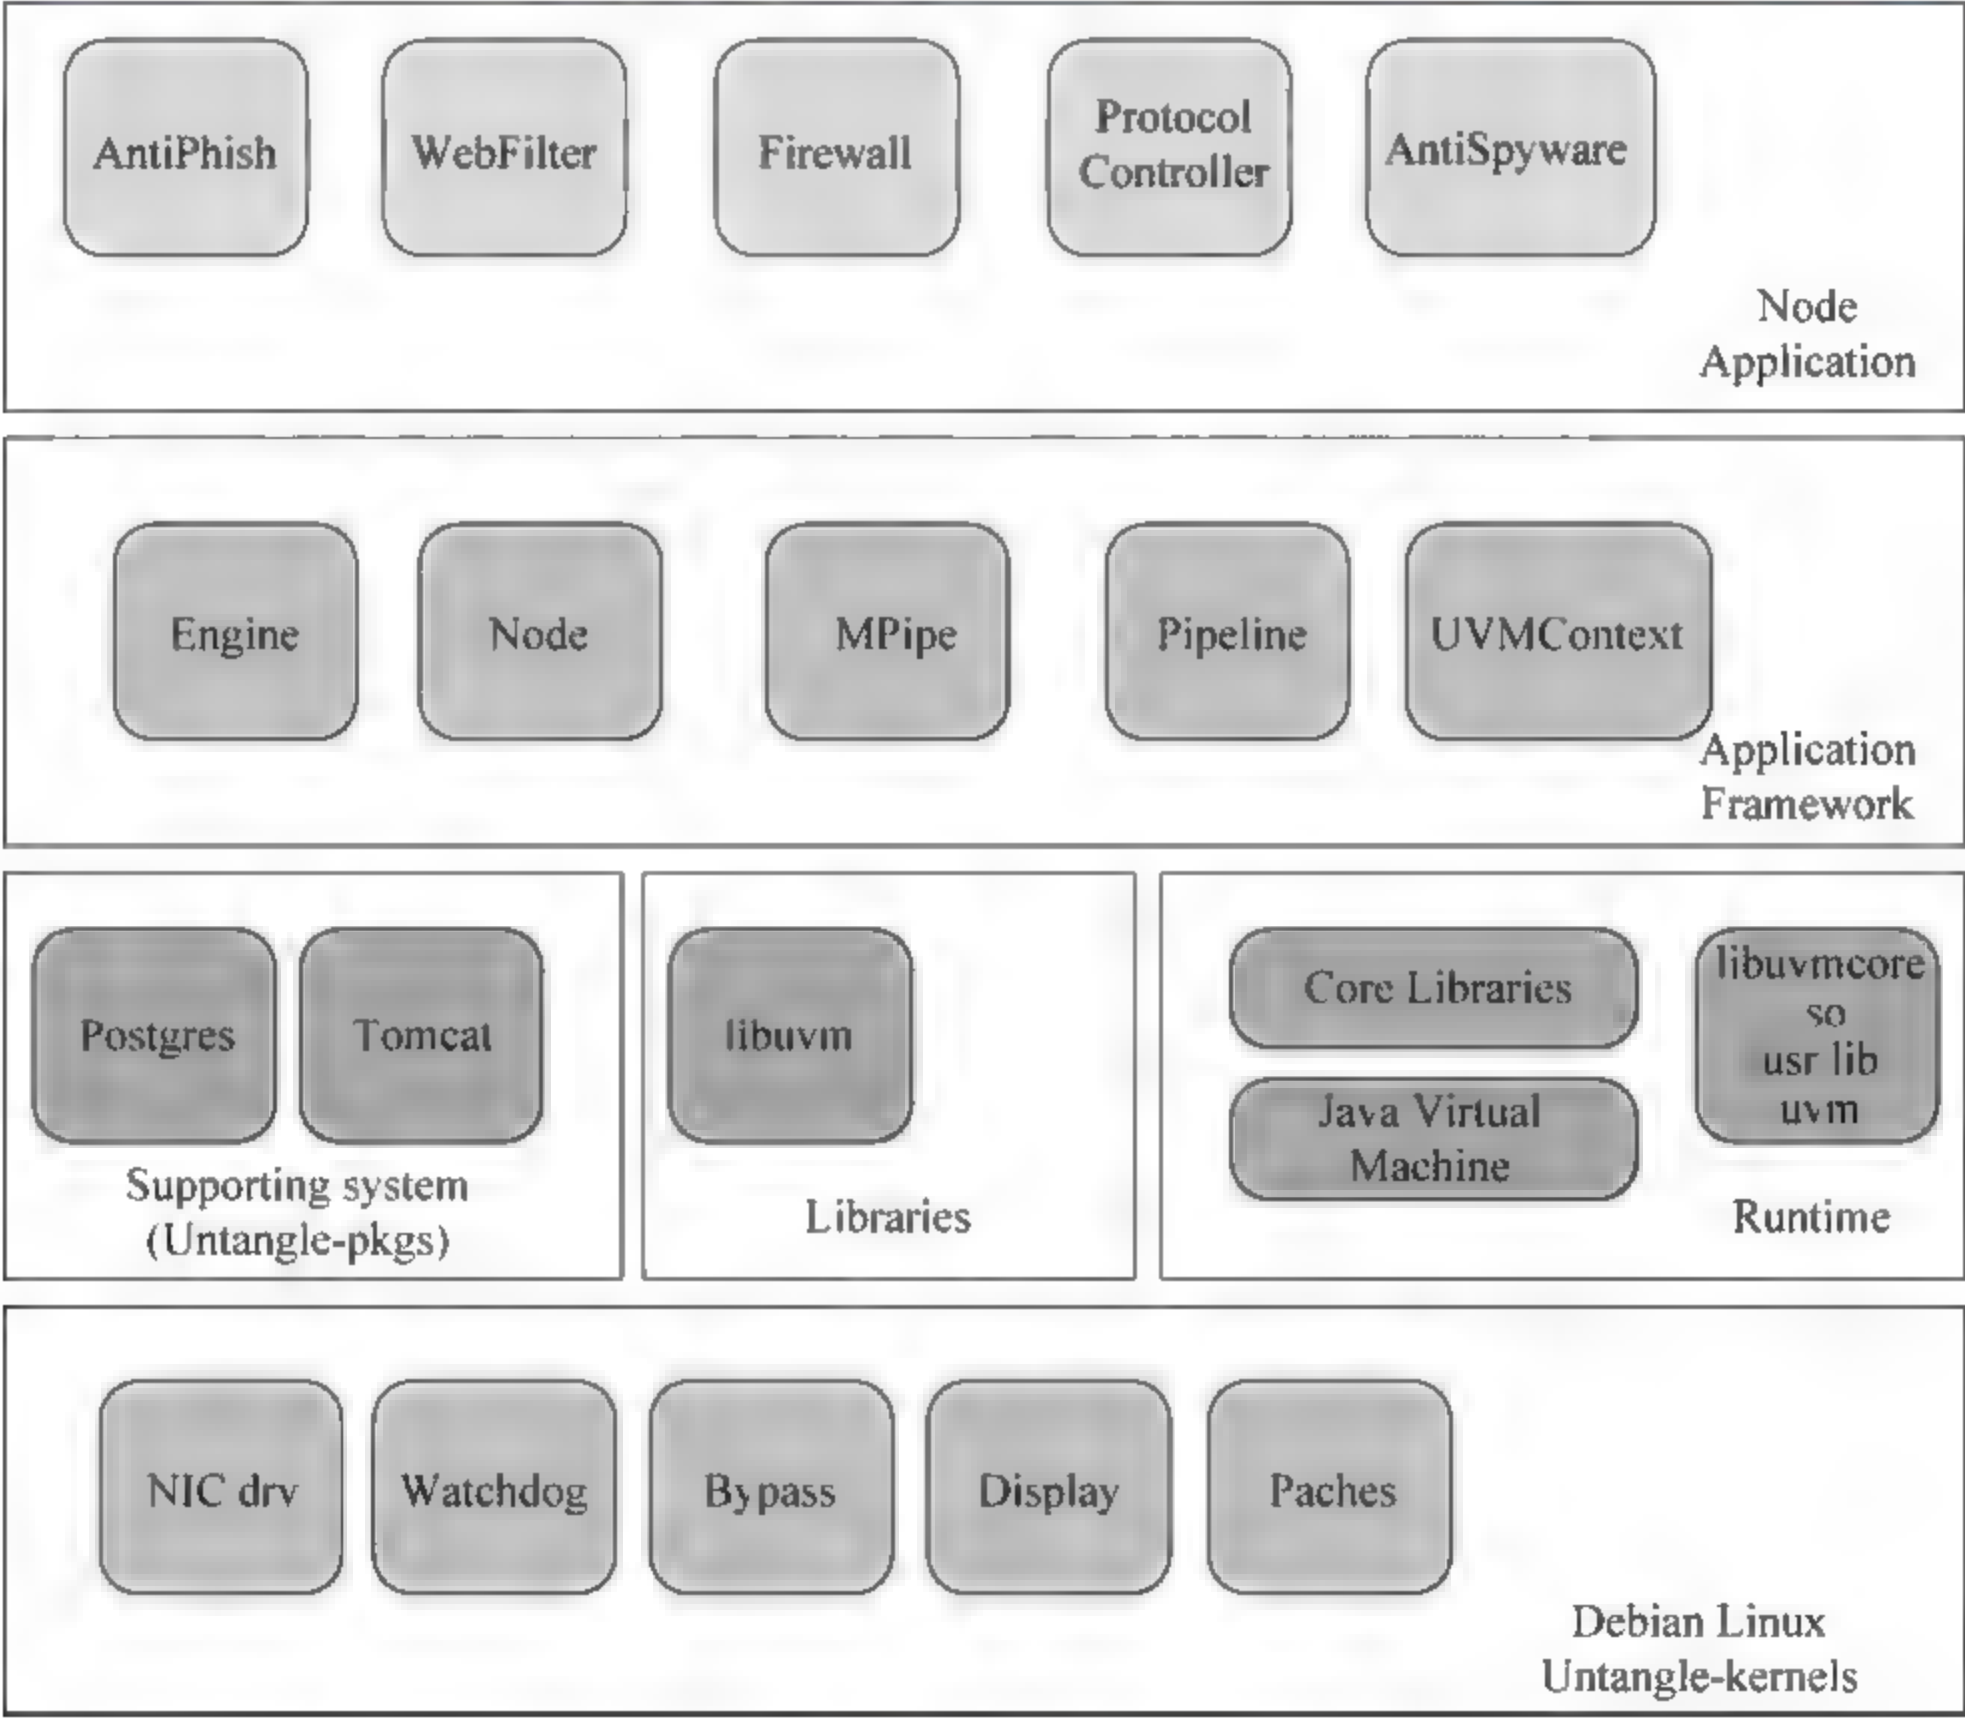 AntiPhish
WebFilter
Firewall
Protocol
Controller
AntiSpyware
Node
Application
Engine
Node
MPipe
Pipeline
UVMContext
Application
Framework
Postgres
Tomcat
Supporting system
(Untangle-pkgs)
libuvm
Libraries
Core Libraries
Java Virtual
Machine
libuvmcore
so
usr lib
uvm
Runtime
NIC drv
Watchdog
Bypass
Display
Paches
Debian Linux
Untangle-kernels